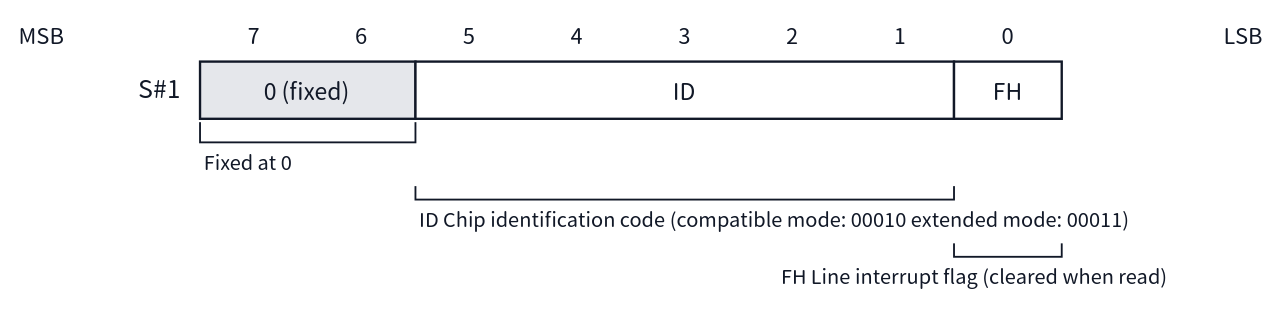 MSB 7 6 5 4 3 2 1 0 LSB
S#1 0 (fixed) ID FH
Fixed at 0
ID Chip identification code (compatible mode: 00010 extended mode: 00011)
FH Line interrupt flag (cleared when read)